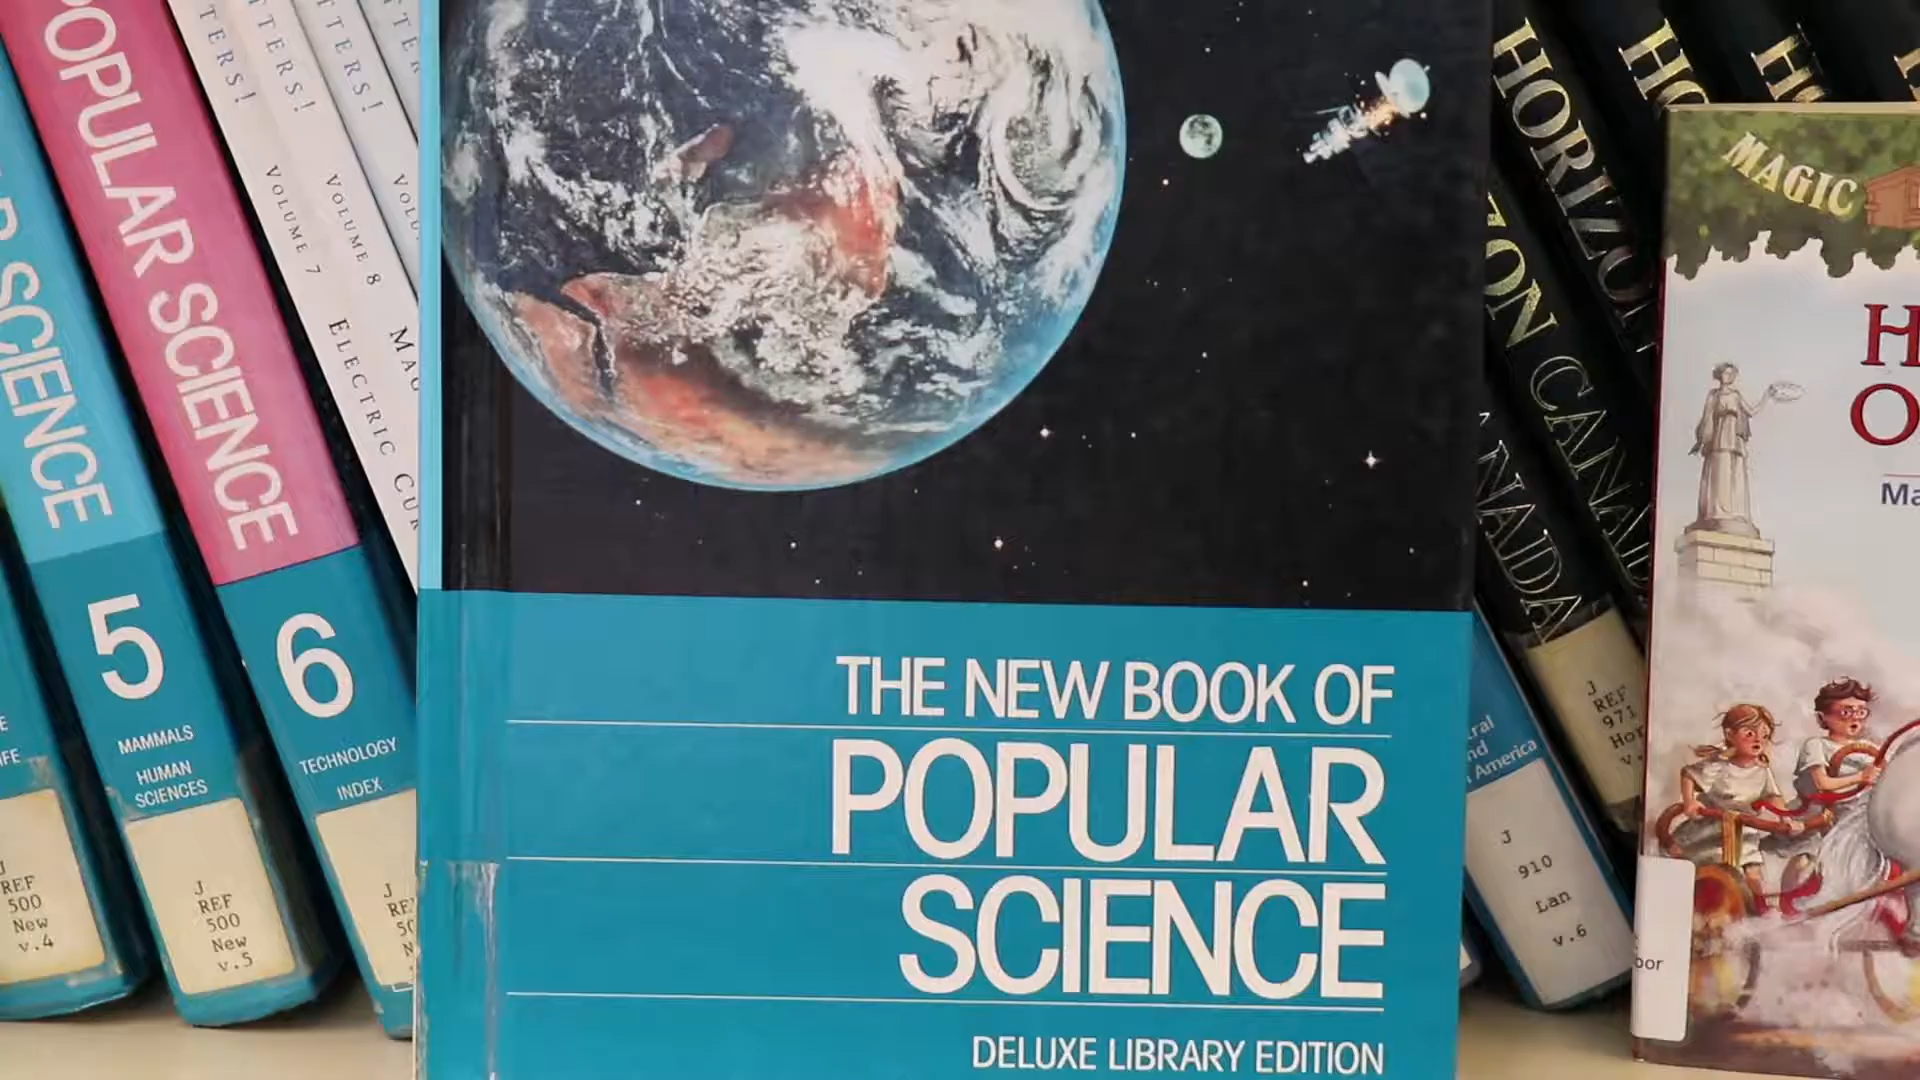 POPULAR SCIENCE
SCIENCE
5
MAMMALS
HUMAN
SCIENCES
6
TECHNOLOGY
INDEX
J
REF
500
New
v.4
J
REF
500
New
v.5
J
VOLUME 7
VOLUME 8
ELECTRIC
THE NEW BOOK OF
POPULAR
SCIENCE
DELUXE LIBRARY EDITION
HORIZON
CANADA
J
REF
971
Hor
J
910
Lan
v.6
America
MAGIC